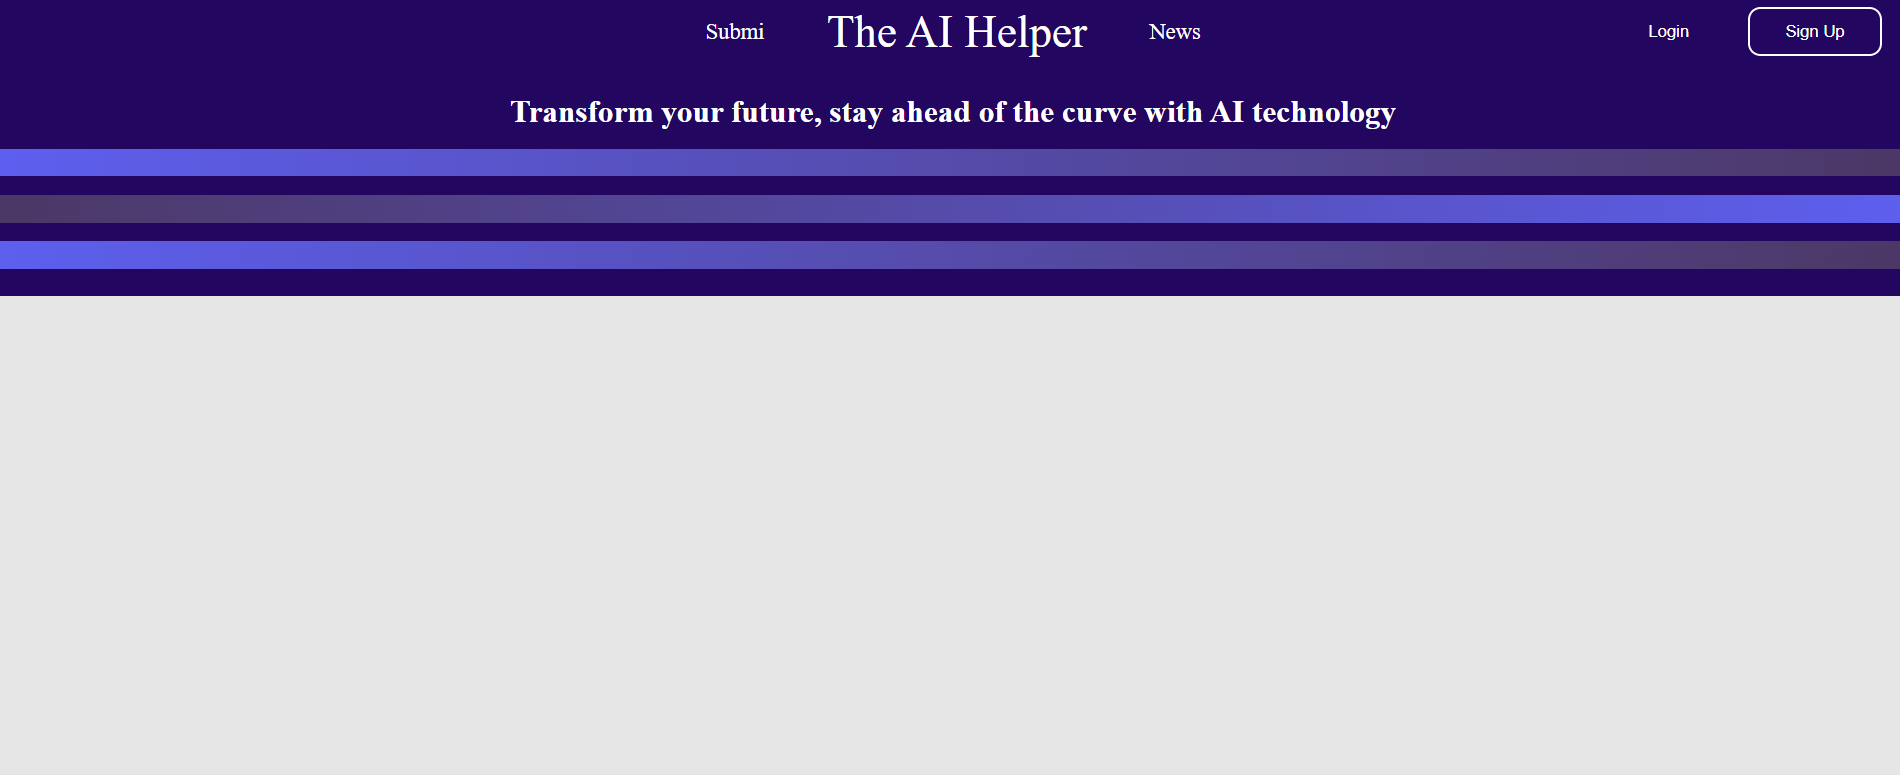 Submi The AI Helper News Login Sign Up
Transform your future, stay ahead of the curve with AI technology